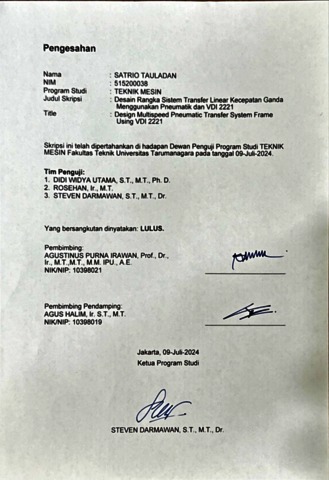 Pengesahan
Nama : SATRIO TAULADAN
NIM : 515200038
Program Studi : TEKNIK MESIN
Judul Skripsi : Desain Rangka Sistem Transfer Linear Kecepatan Ganda
Menggunakan Pneumatik dan VDI 2221
Title : Design Multispeed Pneumatic Transfer System Frame
Using VDI 2221
Skripsi ini telah dipertahankan di hadapan Dewan Penguji Program Studi TEKNIK
MESIN Fakultas Teknik Universitas Tarumanagara pada tanggal 09-Juli-2024.
Tim Penguji:
1. DIDI WIDYA UTAMA, S.T., M.T., Ph. D.
2. ROSEHAN, Ir., M.T.
3. STEVEN DARMAWAN, S.T., M.T., Dr.
Yang bersangkutan dinyatakan: LULUS.
Pembimbing:
AGUSTINUS PURNA IRAWAN, Prof., Dr.,
Ir., M.T.,M.T., M.M. IPU., A.E.
NIK/NIP: 10398021
Pembimbing Pendamping:
AGUS HALIM, Ir. S.T., M.T.
NIK/NIP: 10398019
Jakarta, 09-Juli-2024
Ketua Program Studi
STEVEN DARMAWAN, S.T., M.T., Dr.